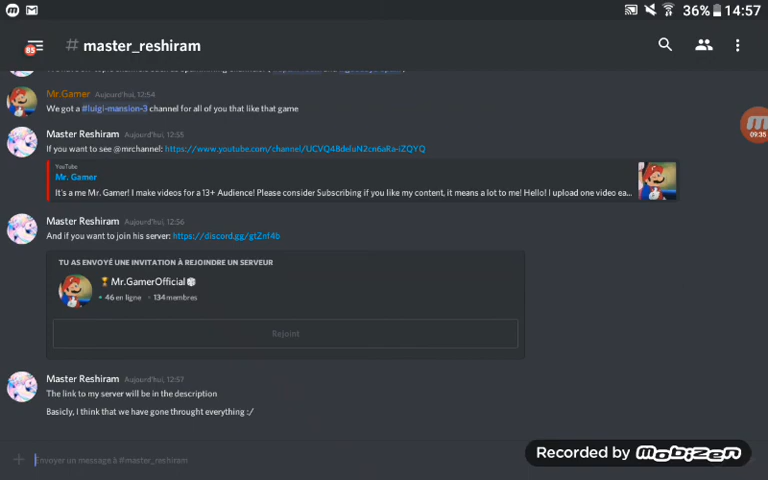 36% 14:57
85
# master_reshiram
Mr.Gamer Aujourd'hui, 12:54
We got a #luigi-mansion-3 channel for all of you that like that game
09:35
Master Reshiram Aujourd'hui, 12:55
If you want to see @mrchannel: https://www.youtube.com/channel/UCVQ4BdeluN2cn6aRa-iZQYQ
YouTube
Mr. Gamer
It's a me Mr. Gamer! I make videos for a 13+ Audience! Please consider Subscribing if you like my content, it means a lot to me! Hello! I upload one video ea...
Master Reshiram Aujourd'hui, 12:56
And if you want to join his server: https://discord.gg/gtZnf4b
TU AS ENVOYÉ UNE INVITATION À REJOINDRE UN SERVEUR
🏆Mr.GamerOfficial🎲
46 en ligne 134 membres
Rejoint
Master Reshiram Aujourd'hui, 12:57
The link to my server will be in the description
Basicly, I think that we have gone throught everything :/
Envoyer un message à #master_reshiram
Recorded by mobizen